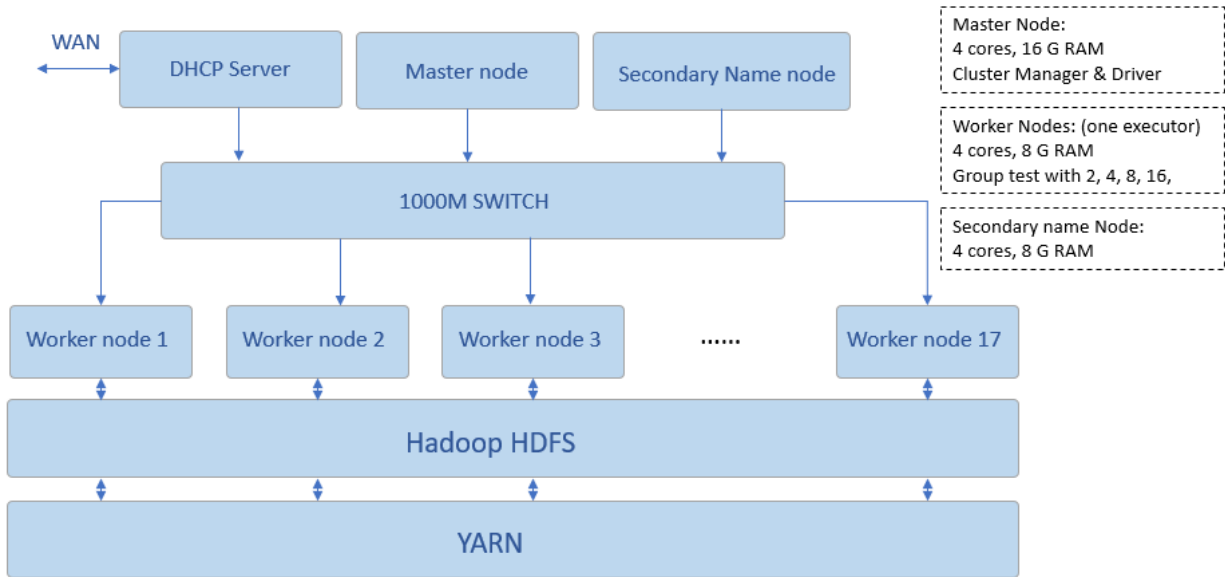 WAN
DHCP Server
Master node
Secondary Name node
Master Node:
4 cores, 16 G RAM
Cluster Manager & Driver
Worker Nodes: (one executor)
4 cores, 8 G RAM
Group test with 2, 4, 8, 16,
Secondary name Node:
4 cores, 8 G RAM
1000M SWITCH
Worker node 1
Worker node 2
Worker node 3
......
Worker node 17
Hadoop HDFS
YARN